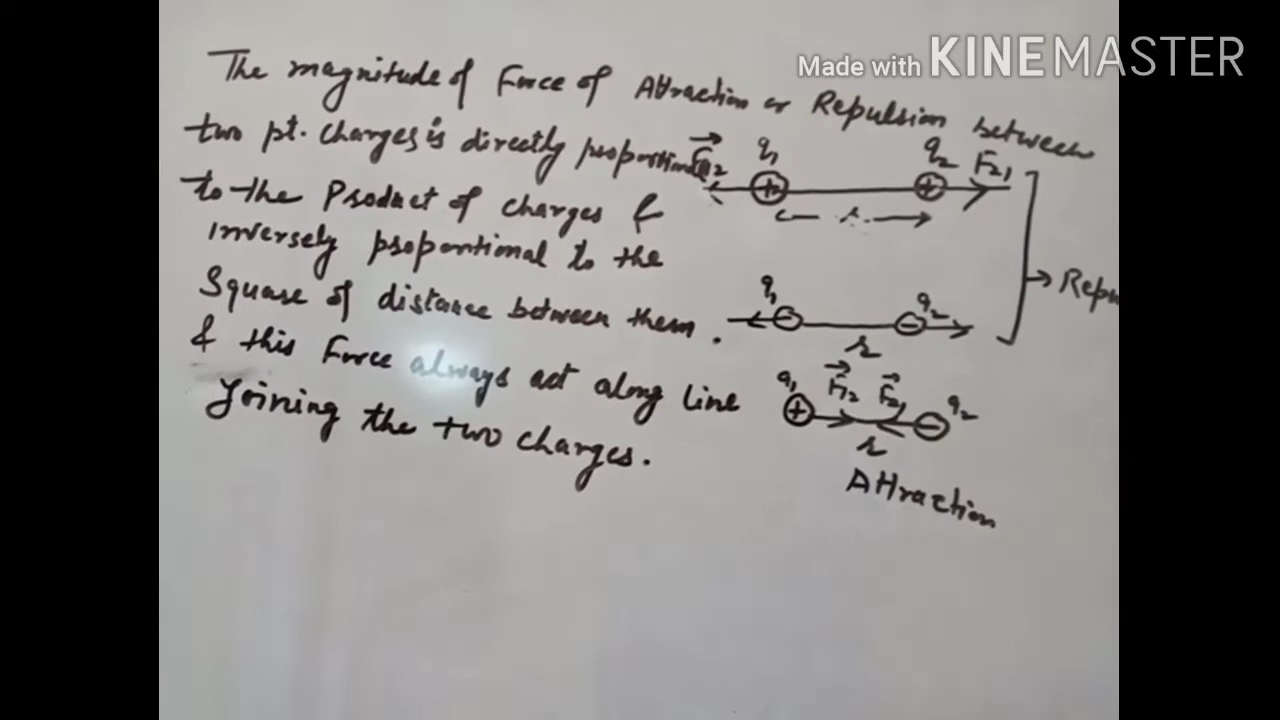 Made with KINEMASTER
The magnitude of Force of Attraction or Repulsion between
two pt. charges is directly proportional
to the Product of charges &
inversely proportional to the
Square of distance between them.
& this Force always act along line
Joining the two charges.
F12 q1 q2 F21
+ +
r
q1 q2
- -
r
Repu
q1 F12 F21 q2
+ -
r
Attraction